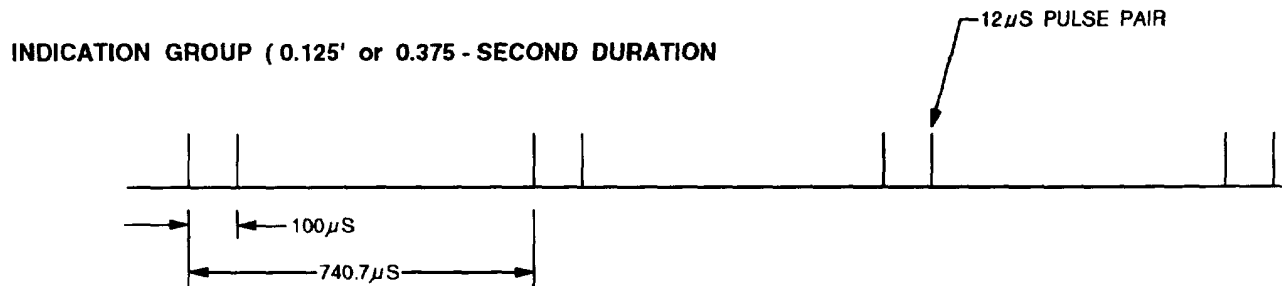 12μS PULSE PAIR
INDICATION GROUP ( 0.125' or 0.375 - SECOND DURATION
100μS
740.7μS